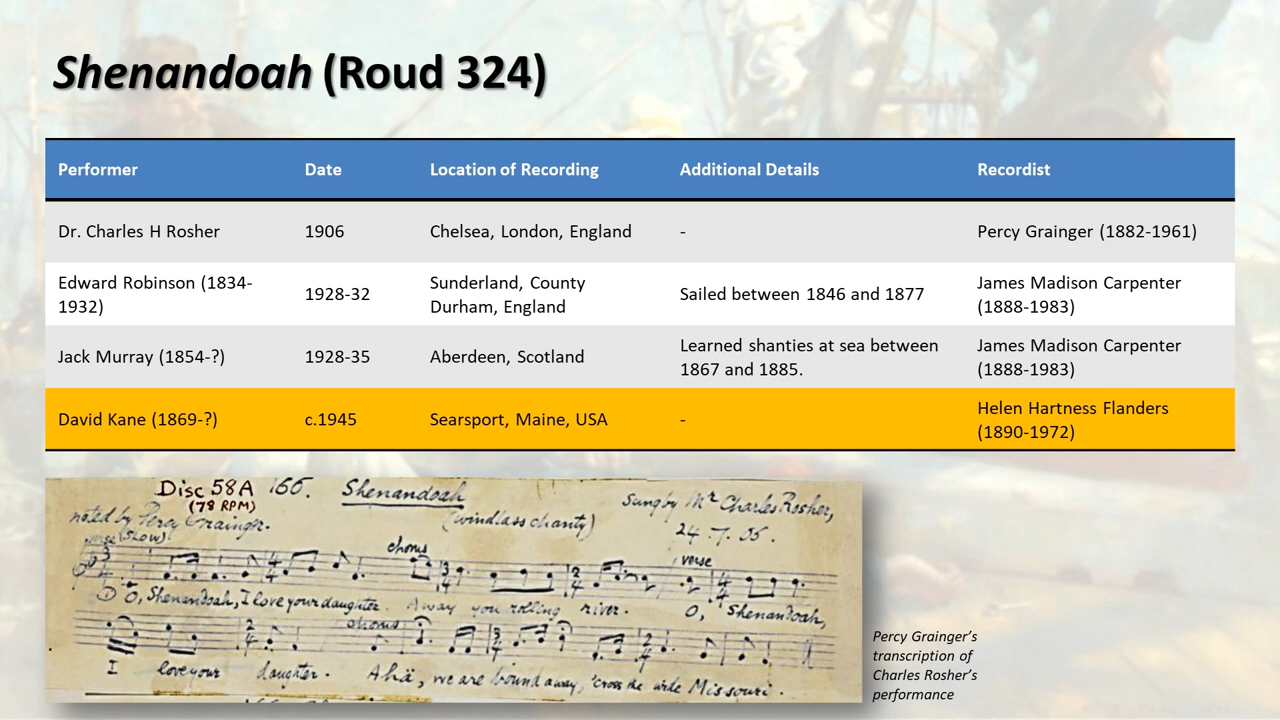 Shenandoah (Roud 324)
Performer Date Location of Recording Additional Details Recordist
Dr. Charles H Rosher 1906 Chelsea, London, England - Percy Grainger (1882-1961)
Edward Robinson (1834-
1932) 1928-32 Sunderland, County
Durham, England Sailed between 1846 and 1877 James Madison Carpenter
(1888-1983)
Jack Murray (1854-?) 1928-35 Aberdeen, Scotland Learned shanties at sea between
1867 and 1885. James Madison Carpenter
(1888-1983)
David Kane (1869-?) c.1945 Searsport, Maine, USA - Helen Hartness Flanders
(1890-1972)
Disc 58A 166. Shenandoah Sung by Mr Charles Rosher,
(78 RPM)
noted by Percy Grainger. (windlass chanty) 24.7.06.
verse (slow) chorus verse
O, Shenandoah, I love your daughter. Away you rolling river. O, Shenandoah,
chorus
I love your daughter. Ahä, we are bound away, 'cross the wide Missouri.
Percy Grainger's
transcription of
Charles Rosher's
performance